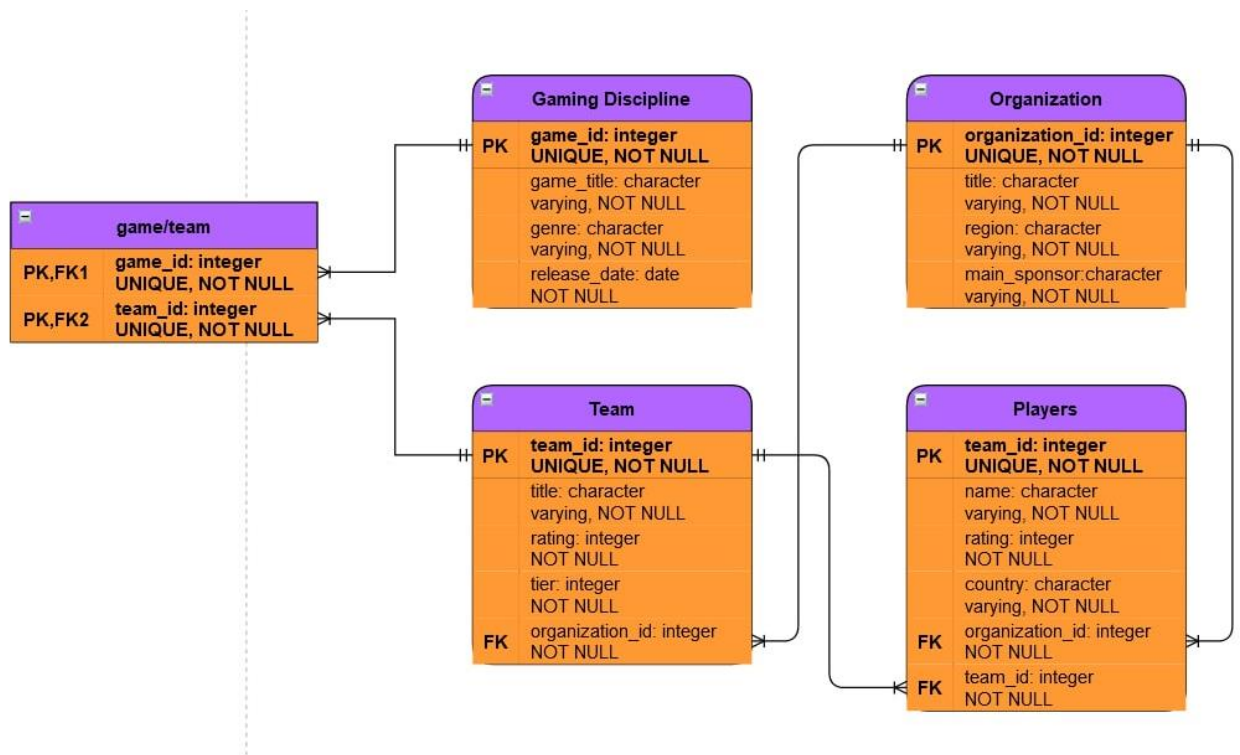 Gaming Discipline
PK
game_id: integer
UNIQUE, NOT NULL
game_title: character
varying, NOT NULL
genre: character
varying, NOT NULL
release_date: date
NOT NULL
Organization
PK
organization_id: integer
UNIQUE, NOT NULL
title: character
varying, NOT NULL
region: character
varying, NOT NULL
main_sponsor:character
varying, NOT NULL
game/team
PK,FK1
game_id: integer
UNIQUE, NOT NULL
PK,FK2
team_id: integer
UNIQUE, NOT NULL
Team
PK
team_id: integer
UNIQUE, NOT NULL
title: character
varying, NOT NULL
rating: integer
NOT NULL
tier: integer
NOT NULL
FK
organization_id: integer
NOT NULL
Players
PK
team_id: integer
UNIQUE, NOT NULL
name: character
varying, NOT NULL
rating: integer
NOT NULL
country: character
varying, NOT NULL
FK
organization_id: integer
NOT NULL
FK
team_id: integer
NOT NULL